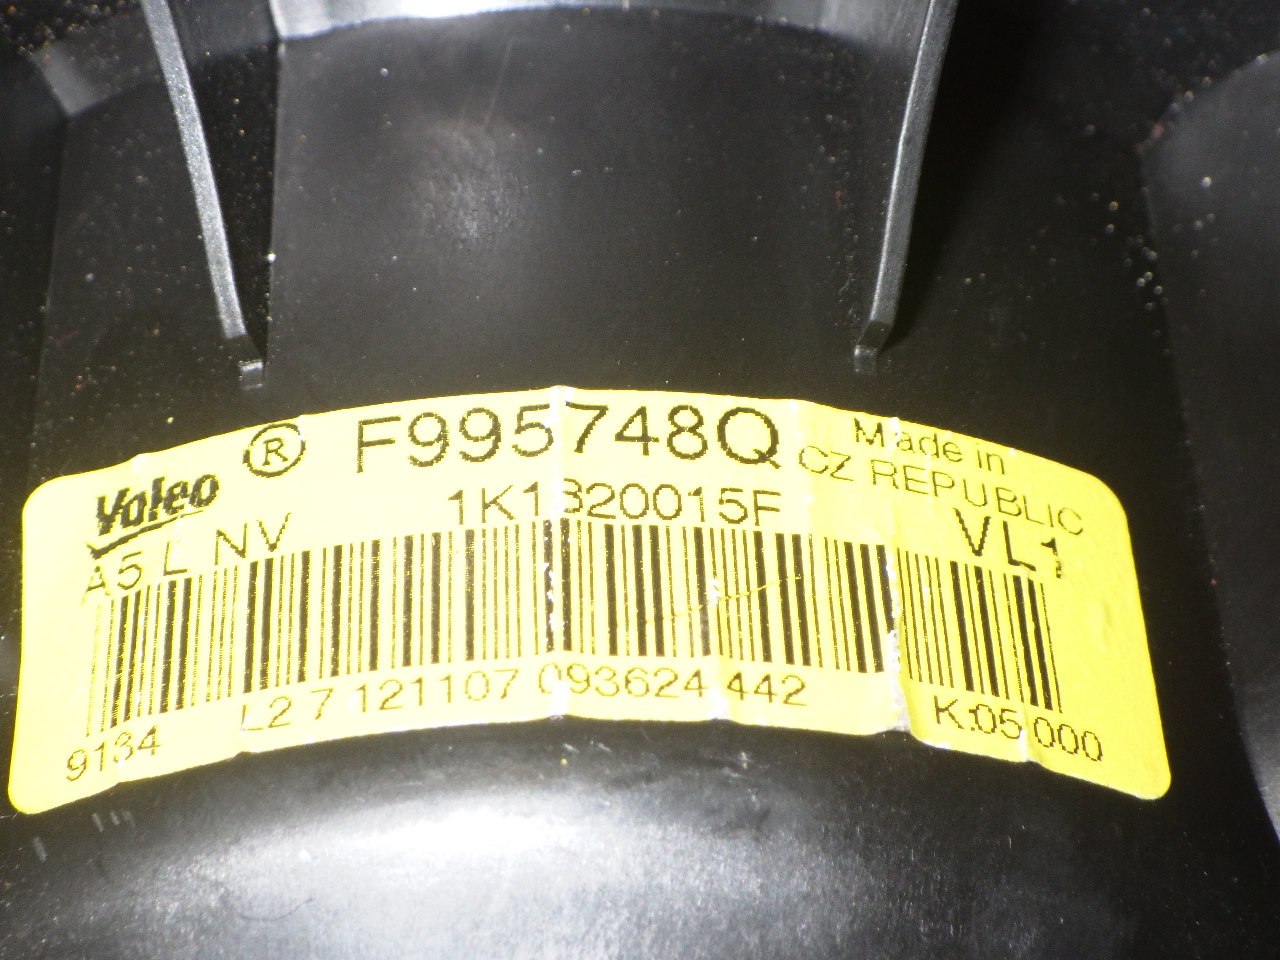 Valeo ® F995748Q Made in
CZ REPUBLIC
A5 L NV 1K1820015F VL1
9134 L2 7 121107 093624 442 K:05 000